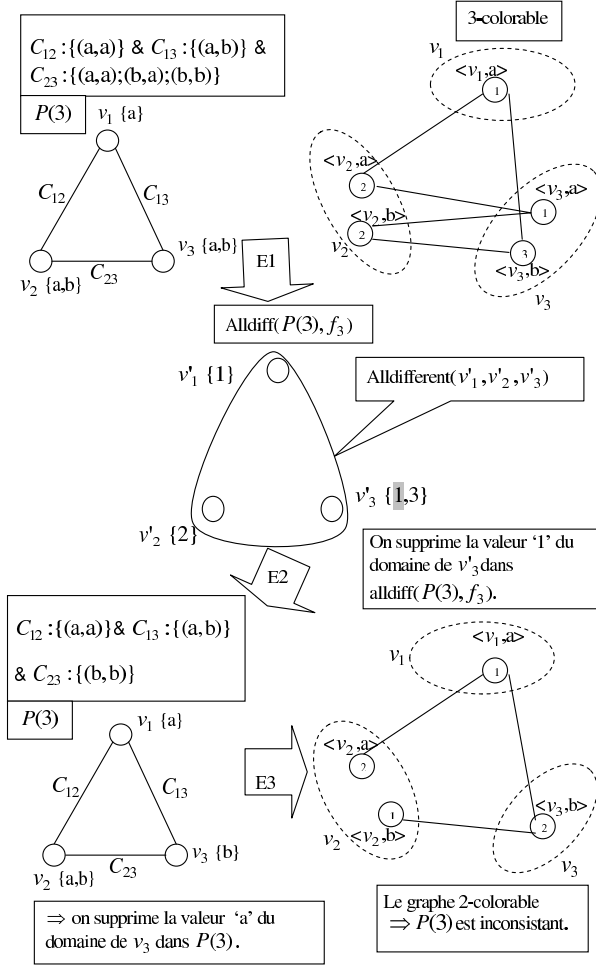 C12 :{(a,a)} & C13 :{(a,b)} &
C23 :{(a,a);(b,a);(b,b)}
P(3)
v1 {a}
C12
C13
v2 {a,b}
C23
v3 {a,b}
3-colorable
v1
<v1,a>
1
<v2,a>
2
<v2,b>
2
v2
<v3,a>
1
3
<v3,b>
v3
E1
Alldiff(P(3), f3)
v'1 {1}
Alldifferent(v'1,v'2,v'3)
v'3 {1,3}
v'2 {2}
On supprime la valeur ‘1’ du
domaine de v'3 dans
alldiff(P(3), f3).
E2
C12 :{(a,a)}& C13 :{(a,b)}
& C23 :{(b,b)}
P(3)
v1 {a}
C12
C13
v2 {a,b}
C23
v3 {b}
⇒ on supprime la valeur ‘a’ du
domaine de v3 dans P(3).
E3
v1
<v1,a>
1
<v2,a>
2
1
v2 <v2,b>
<v3,b>
2
v3
Le graphe 2-colorable
⇒ P(3) est inconsistant.